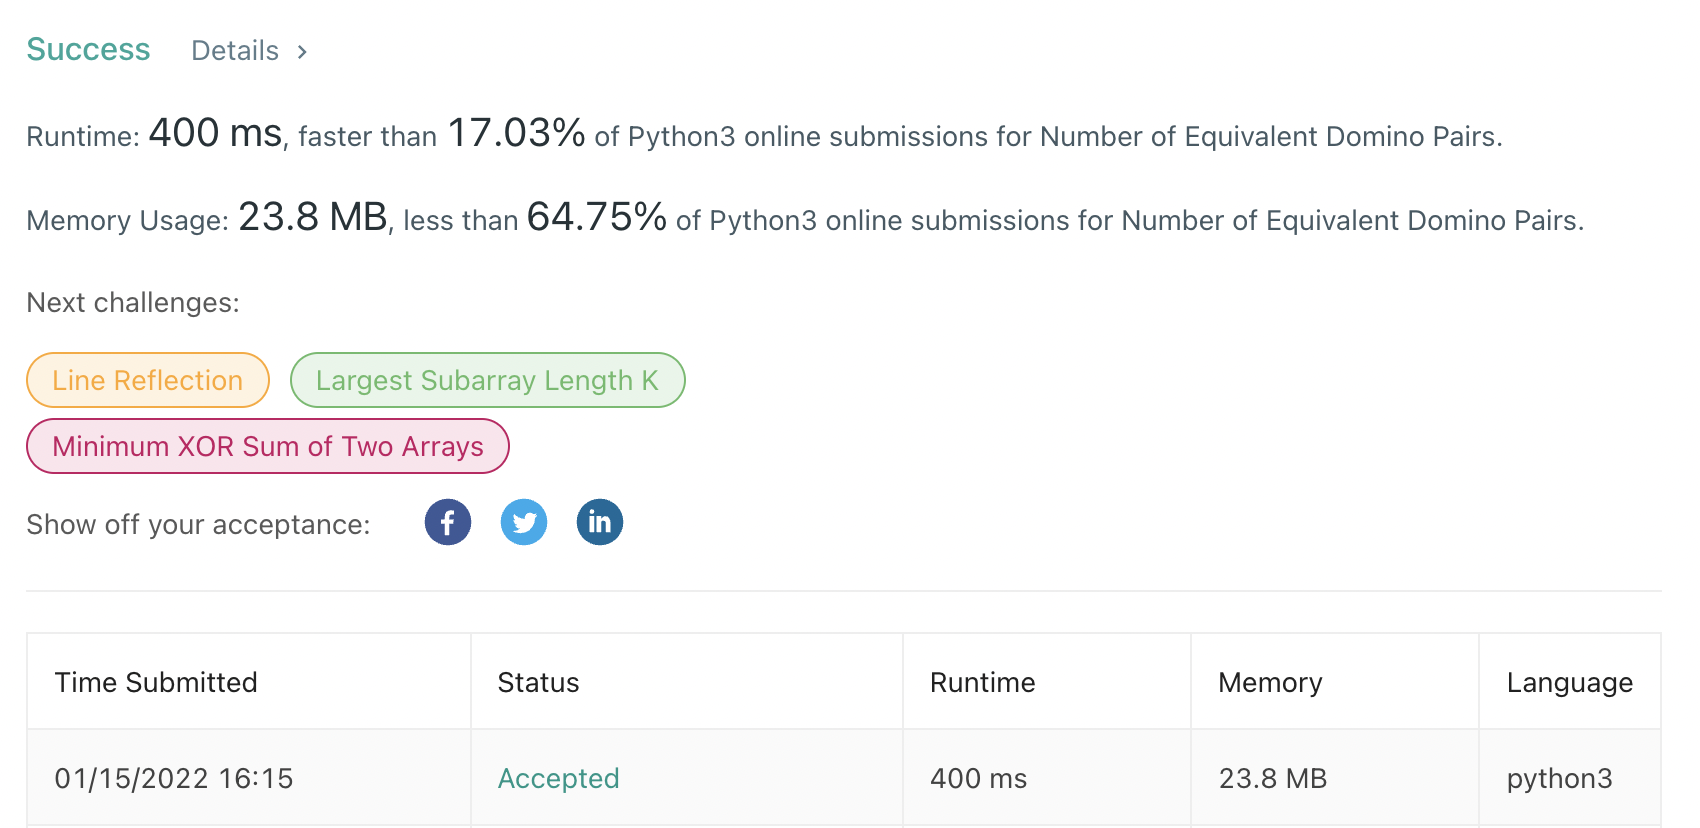 Success Details >
Runtime: 400 ms, faster than 17.03% of Python3 online submissions for Number of Equivalent Domino Pairs.
Memory Usage: 23.8 MB, less than 64.75% of Python3 online submissions for Number of Equivalent Domino Pairs.
Next challenges:
Line Reflection Largest Subarray Length K
Minimum XOR Sum of Two Arrays
Show off your acceptance: f in
Time Submitted Status Runtime Memory Language
01/15/2022 16:15 Accepted 400 ms 23.8 MB python3